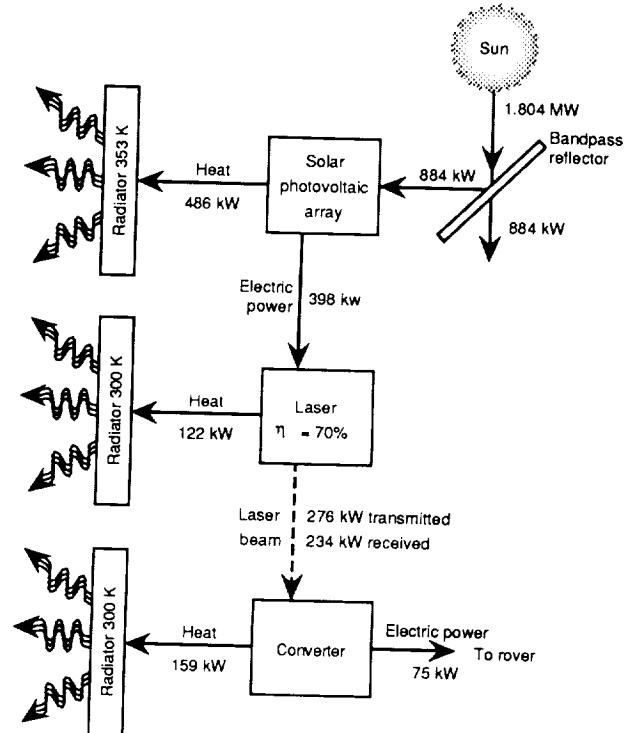 Sun
1.804 MW
Bandpass
reflector
884 kW
884 kW
Solar
photovoltaic
array
Heat
486 kW
Radiator 353 K
Electric
power
398 kw
Laser
η = 70%
Heat
122 kW
Radiator 300 K
Laser
beam
276 kW transmitted
234 kW received
Converter
Heat
159 kW
Radiator 300 K
Electric power
75 kW
To rover